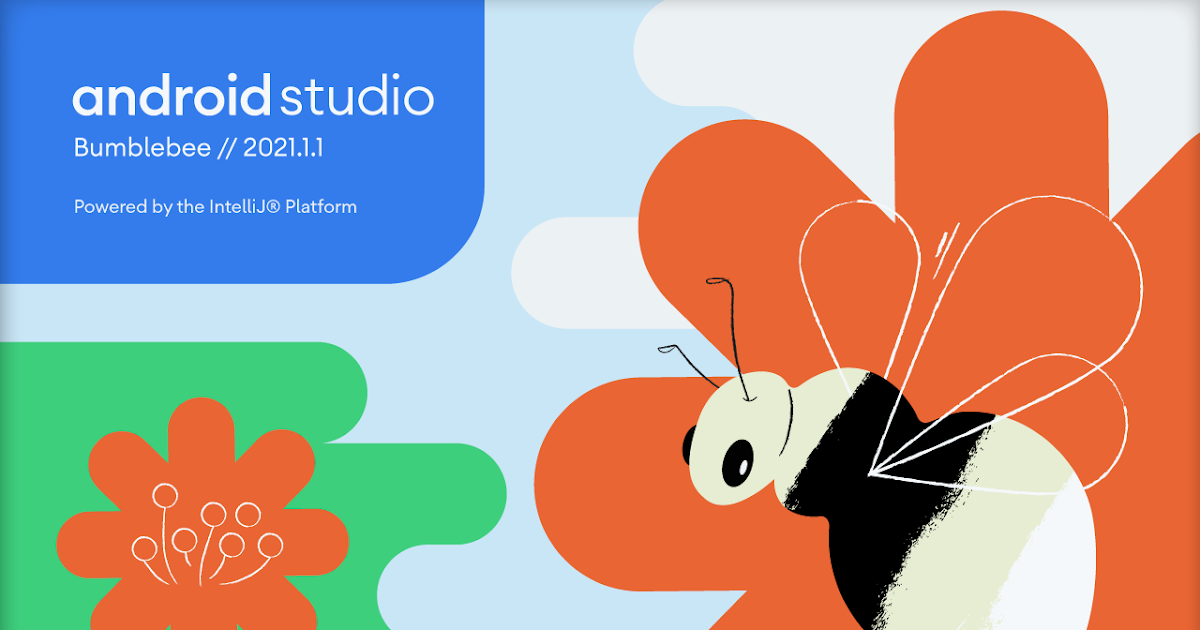 android studio
Bumblebee // 2021.1.1
Powered by the IntelliJ® Platform